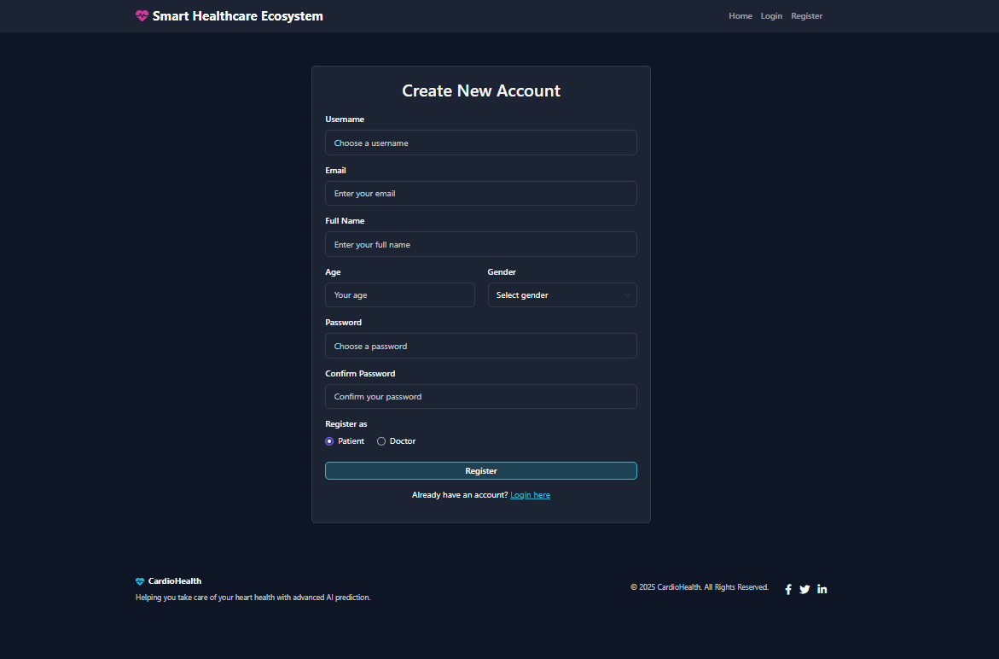 Smart Healthcare Ecosystem
Home Login Register
Create New Account
Username
Choose a username
Email
Enter your email
Full Name
Enter your full name
Age Gender
Your age Select gender
Password
Choose a password
Confirm Password
Confirm your password
Register as
Patient Doctor
Register
Already have an account? Login here
CardioHealth
Helping you take care of your heart health with advanced AI prediction.
© 2025 CardioHealth. All Rights Reserved.